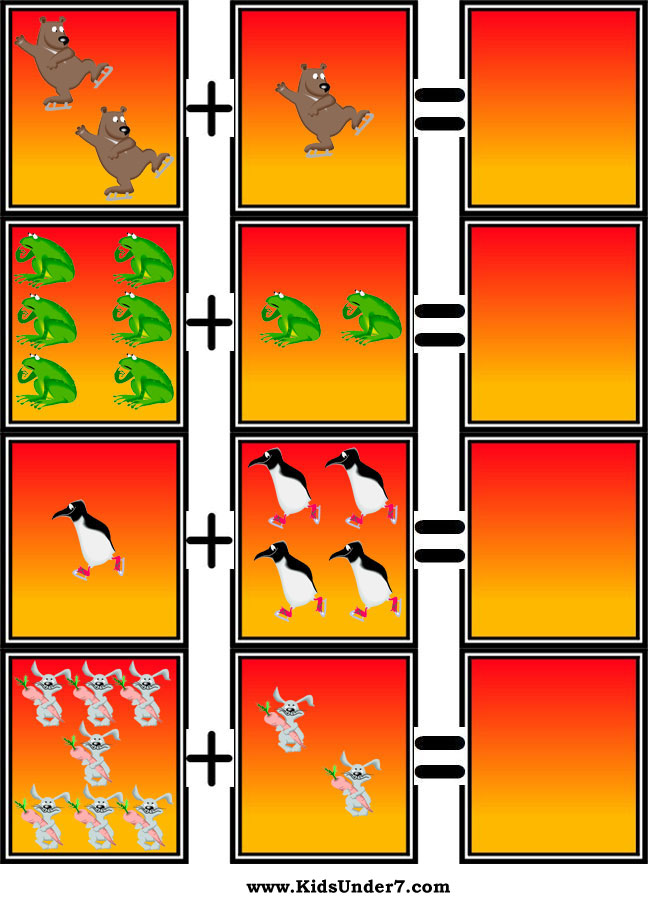 + =
+ =
+ =
+ =
www.KidsUnder7.com